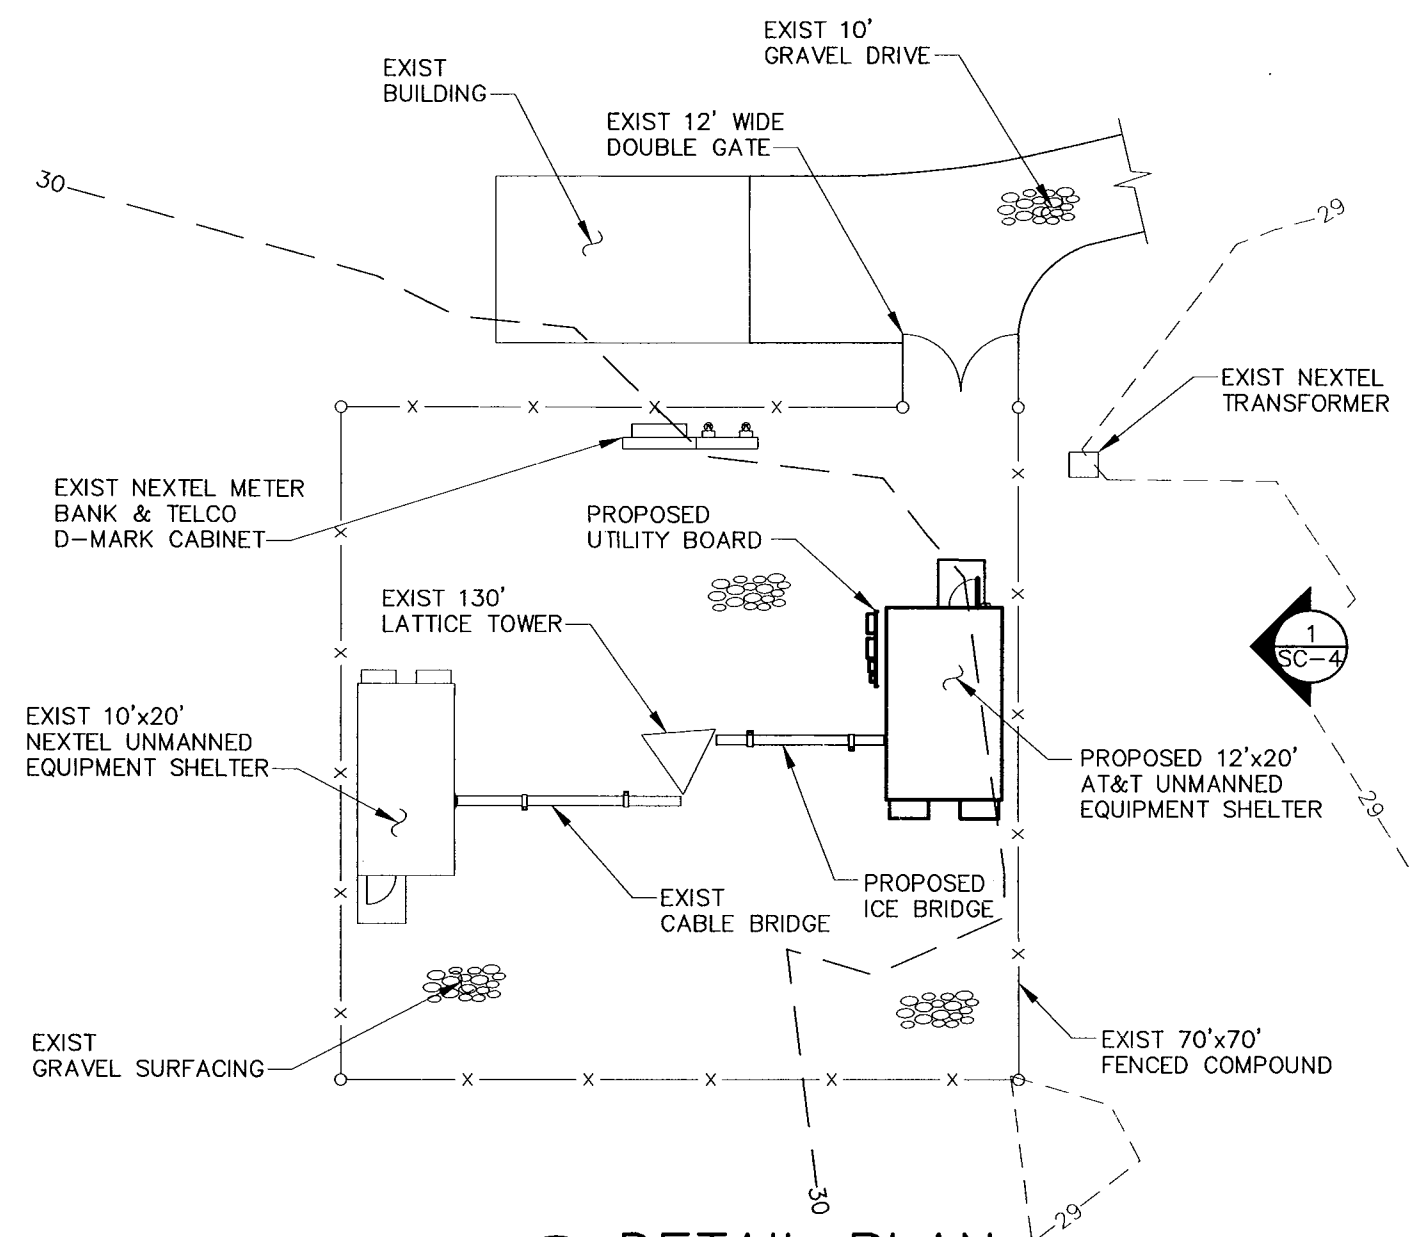 EXIST 10'
GRAVEL DRIVE
EXIST
BUILDING
EXIST 12' WIDE
DOUBLE GATE
30
29
EXIST NEXTEL
TRANSFORMER
EXIST NEXTEL METER
BANK & TELCO
D-MARK CABINET
PROPOSED
UTILITY BOARD
EXIST 130'
LATTICE TOWER
1
SC-4
EXIST 10'x20'
NEXTEL UNMANNED
EQUIPMENT SHELTER
PROPOSED 12'x20'
AT&T UNMANNED
EQUIPMENT SHELTER
29
PROPOSED
ICE BRIDGE
EXIST
CABLE BRIDGE
EXIST
GRAVEL SURFACING
EXIST 70'x70'
FENCED COMPOUND
30
29
DETAIL PLAN